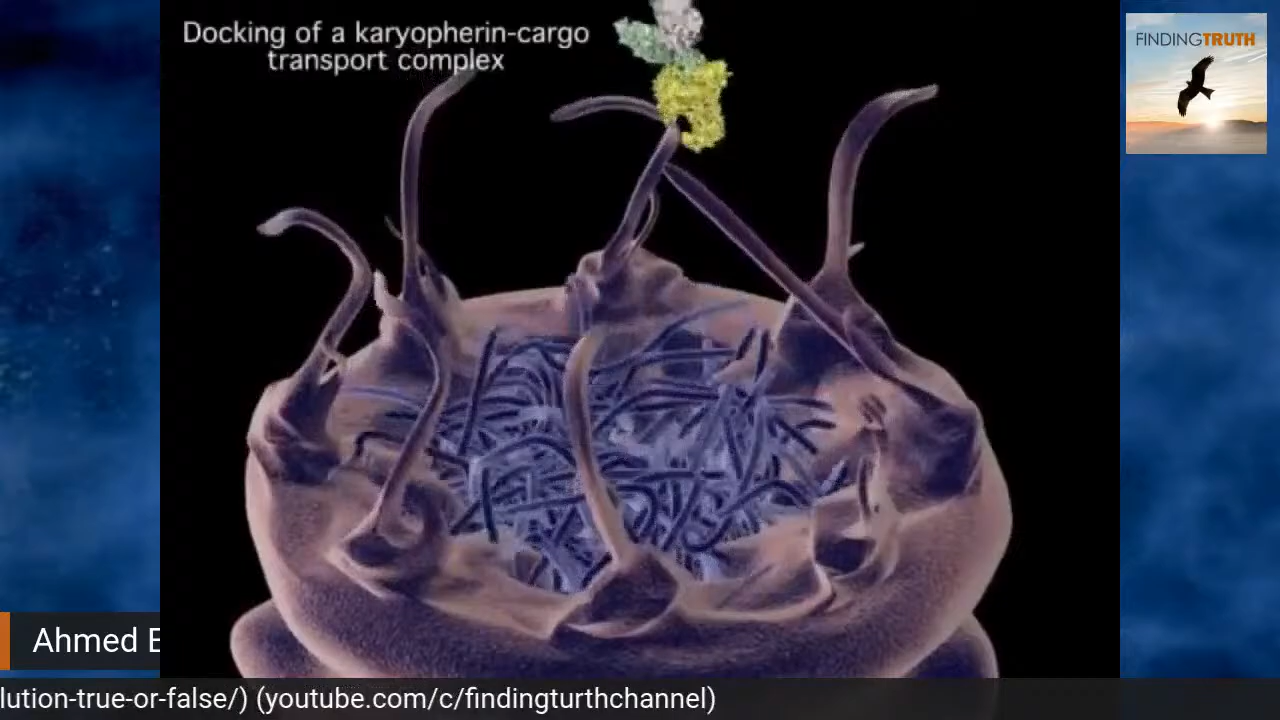 Docking of a karyopherin-cargo
transport complex
FINDINGTRUTH
Ahmed E
lution-true-or-false/) (youtube.com/c/findingturthchannel)